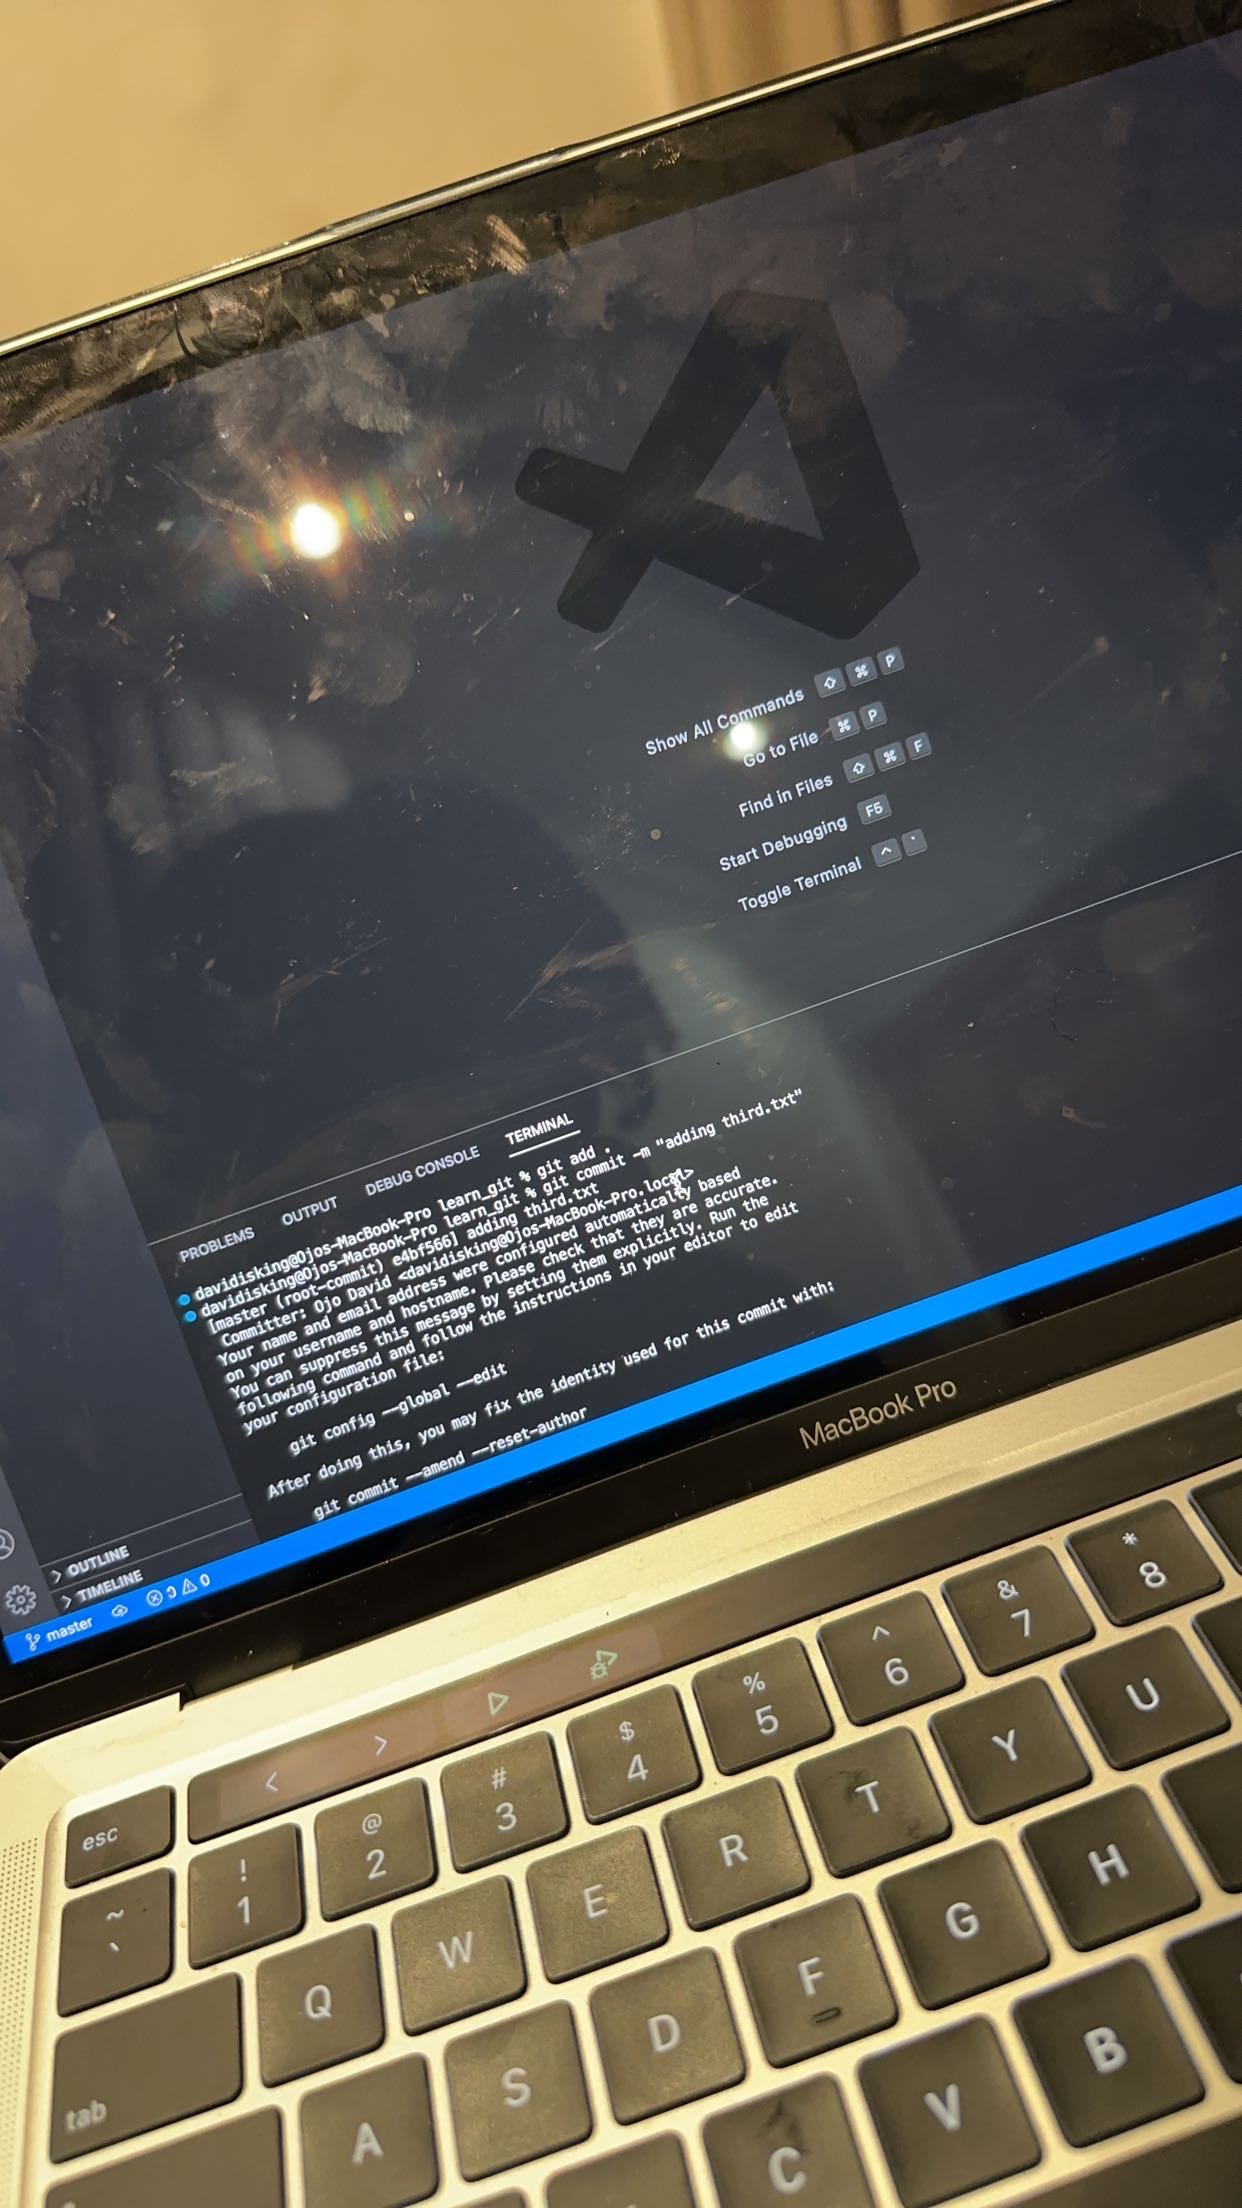 Show All Commands ⇧ ⌘ P
Go to File ⌘ P
Find in Files ⇧ ⌘ F
Start Debugging F5
Toggle Terminal ^ `
PROBLEMS OUTPUT DEBUG CONSOLE TERMINAL
davidisking@Ojos-MacBook-Pro learn_git % git add .
davidisking@Ojos-MacBook-Pro learn_git % git commit -m "adding third.txt"
[master (root-commit) e4bf566] adding third.txt
Committer: Ojo David <davidisking@Ojos-MacBook-Pro.local>
Your name and email address were configured automatically based
on your username and hostname. Please check that they are accurate.
You can suppress this message by setting them explicitly. Run the
following command and follow the instructions in your editor to edit
your configuration file:
git config --global --edit
After doing this, you may fix the identity used for this commit with:
git commit --amend --reset-author
> OUTLINE
> TIMELINE
master 0 0
MacBook Pro
esc < >
~ ! @ # $ % ^ & *
` 1 2 3 4 5 6 7 8
tab Q W E R T Y U
A S D F G H
C V B